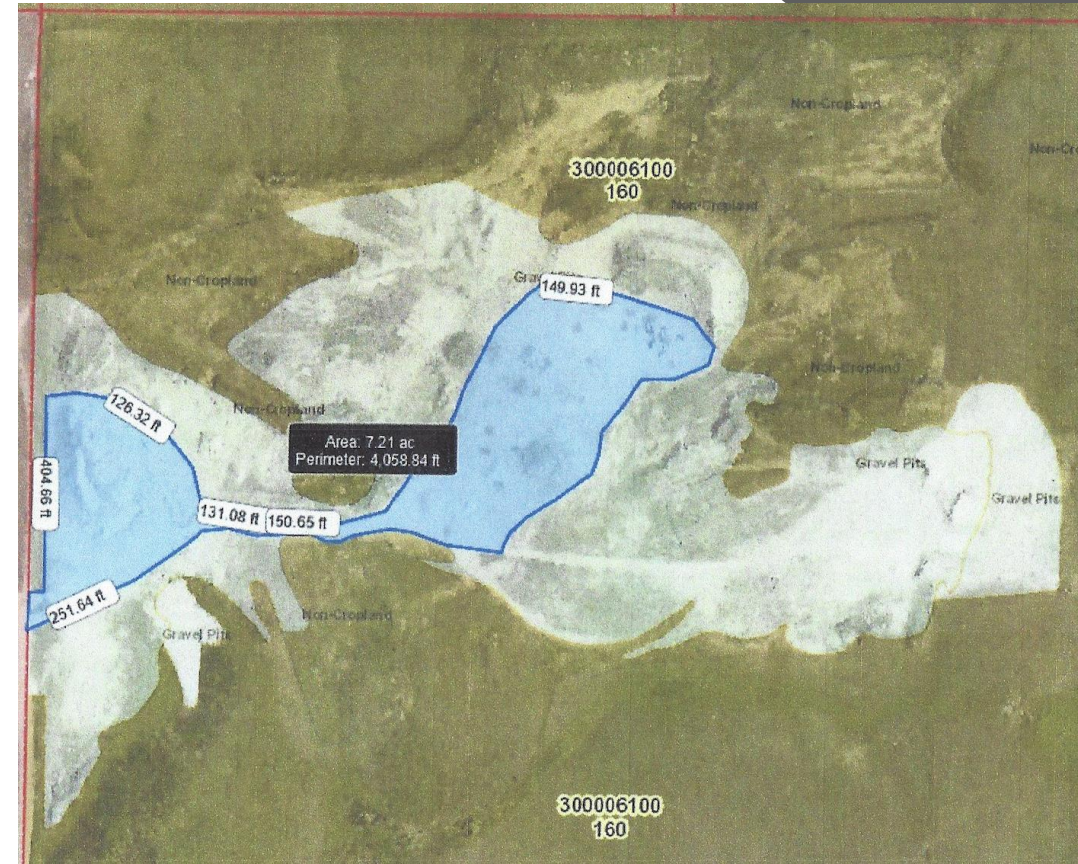 Non-Cropland
Non-Cro
300006100
160
Non-Cropland
Non-Cropland
149.93 ft
Non-Cropland
126.32 ft
Non-Cropland
Area: 7.21 ac
Perimeter: 4,058.84 ft
Gravel Pits
404.66 ft
Gravel Pits
131.08 ft
150.65 ft
251.64 ft
Non-Cropland
Gravel Pits
300006100
160